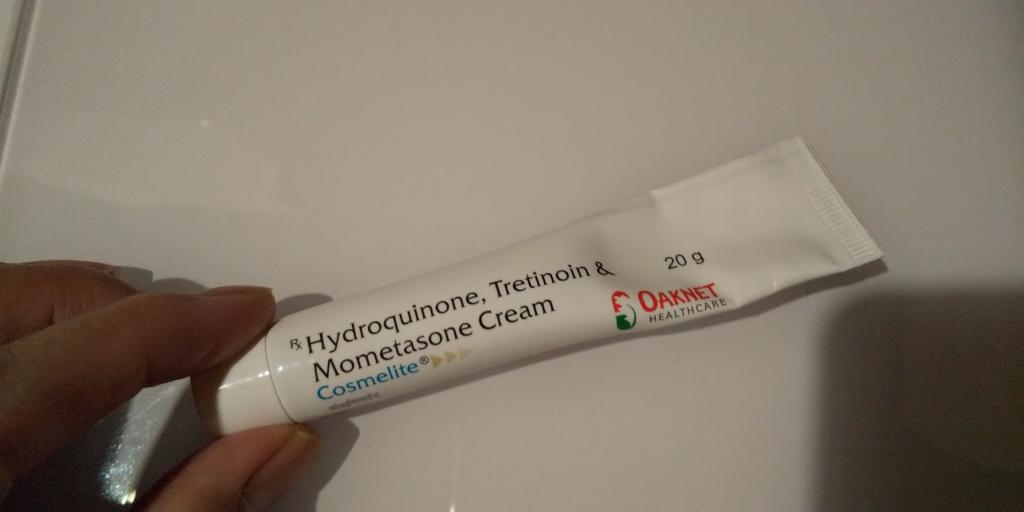 ℞ Hydroquinone, Tretinoin &
Mometasone Cream
Cosmelite®
20 g
OAKNET
HEALTHCARE